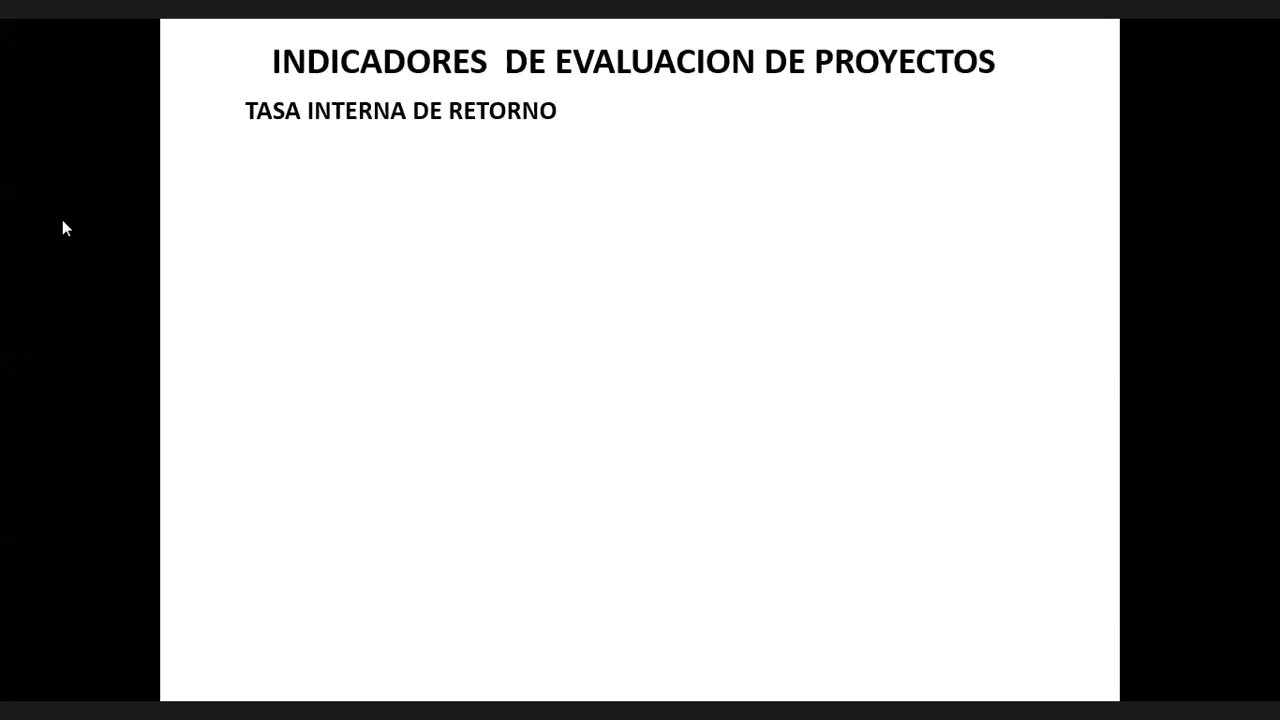 INDICADORES  DE EVALUACION DE PROYECTOS
TASA INTERNA DE RETORNO